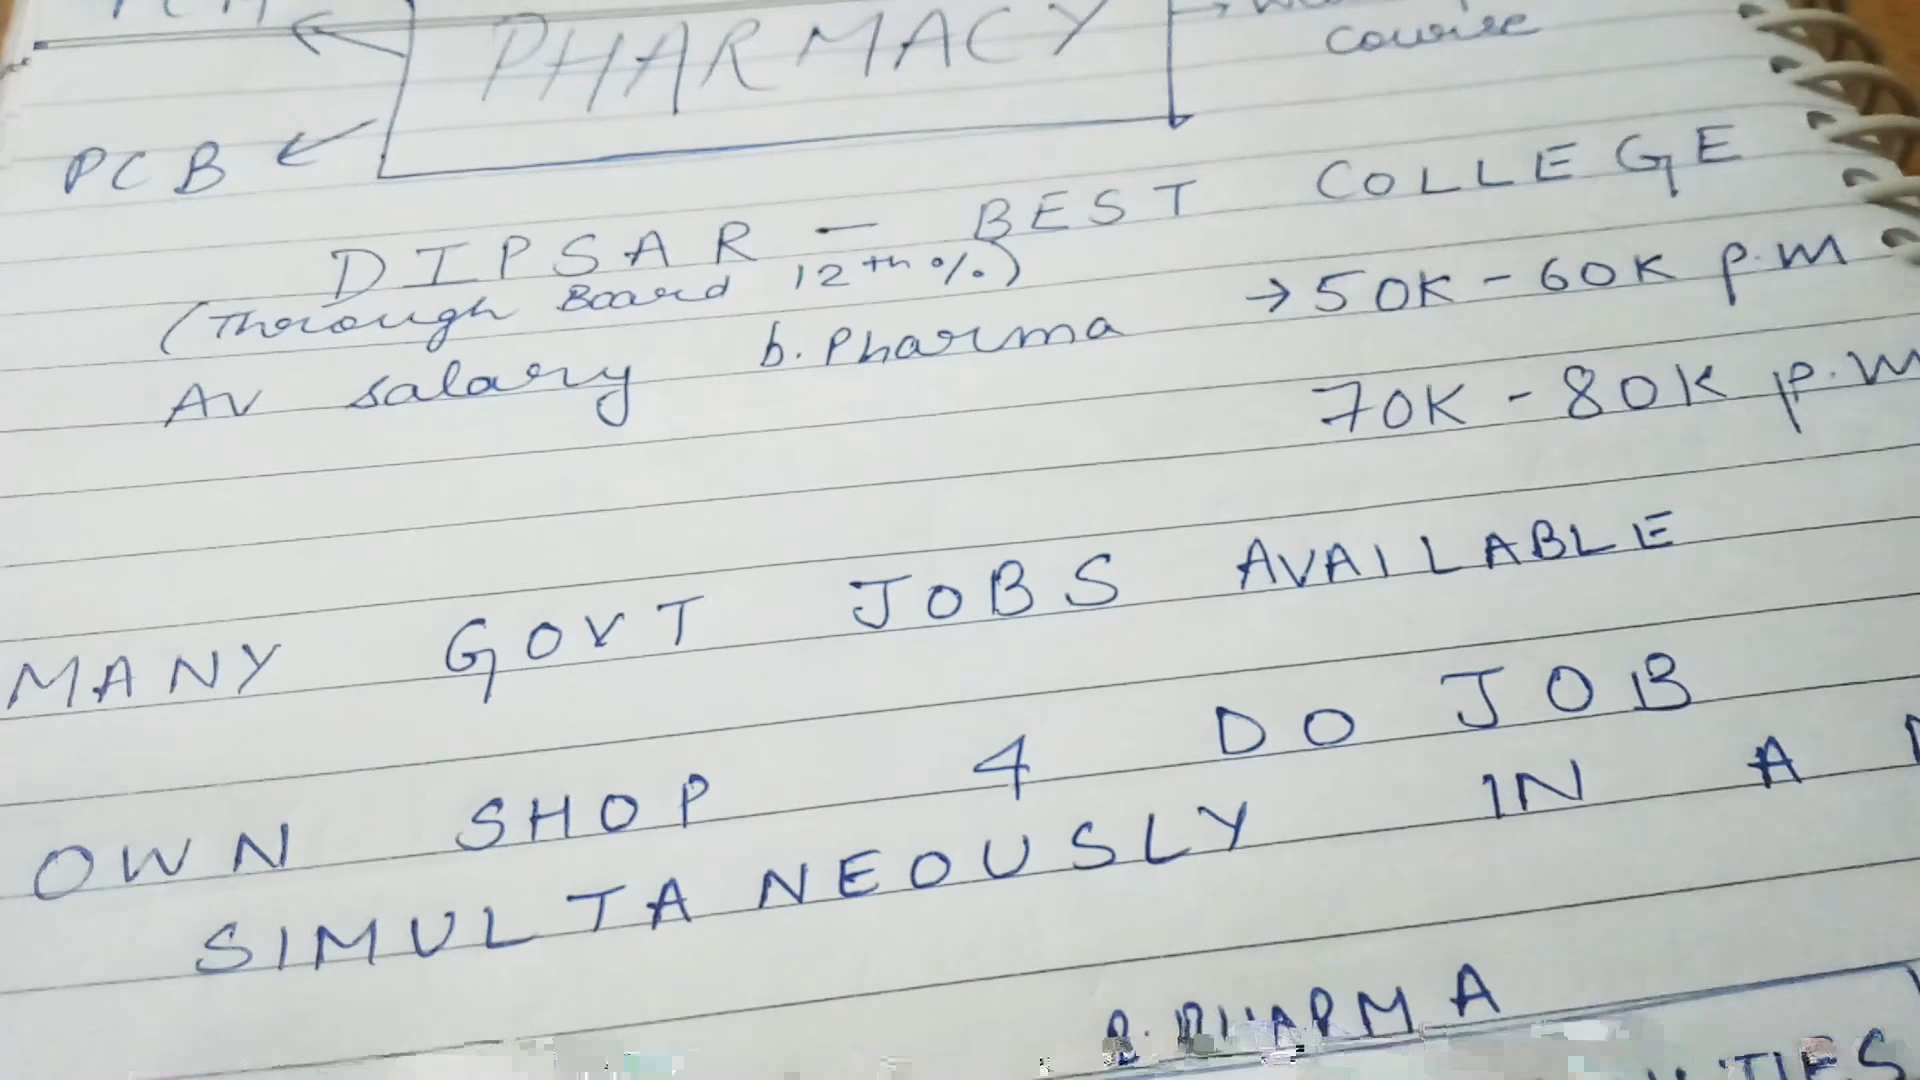 PHARMACY
course
PCB
DIPSAR - BEST COLLEGE
(Through Board 12th %)
Av salary b. Pharma → 50K - 60K p.m
70K - 80K p.m
MANY GOVT JOBS AVAILABLE
OWN SHOP 4 DO JOB
SIMULTANEOUSLY IN A
B. PHARMA